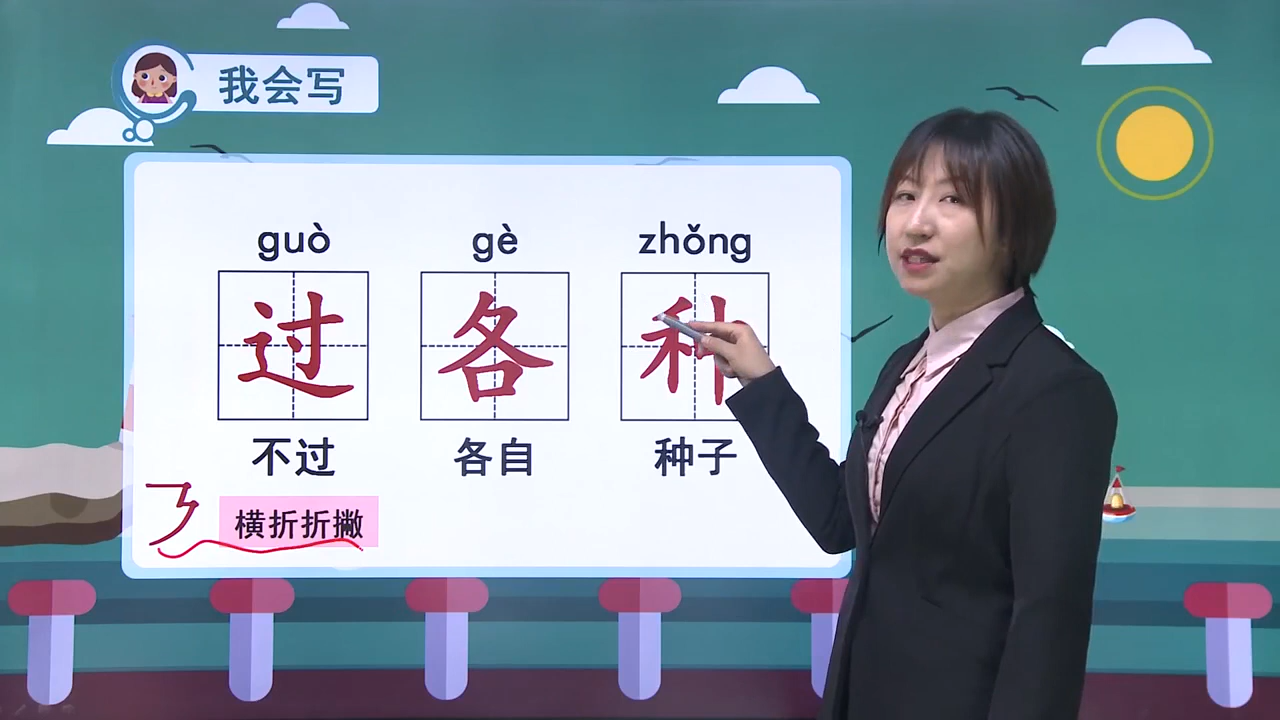 我会写
guò gè zhǒng
过 各 种
不过 各自 种子
横折折撇